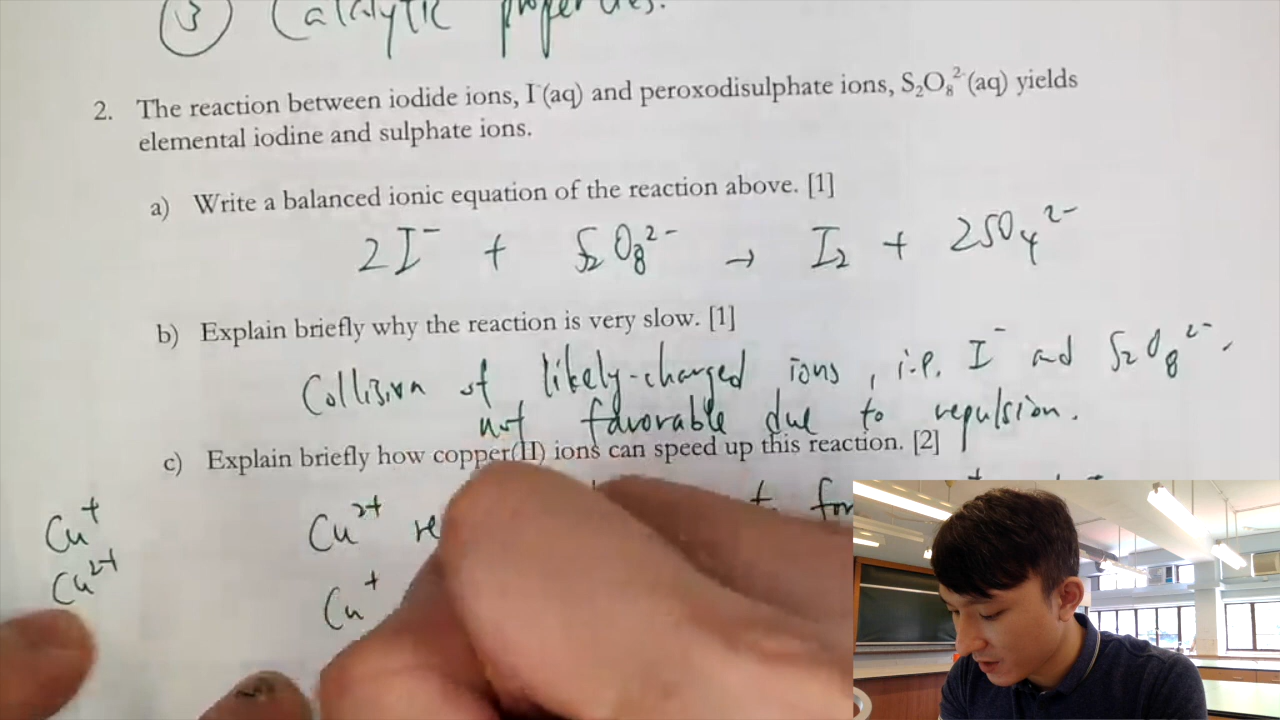 ③ Catalytic properties.
2. The reaction between iodide ions, I⁻(aq) and peroxodisulphate ions, S₂O₈²⁻(aq) yields
elemental iodine and sulphate ions.
a) Write a balanced ionic equation of the reaction above. [1]
2I⁻ + S₂O₈²⁻ → I₂ + 2SO₄²⁻
b) Explain briefly why the reaction is very slow. [1]
Collision of likely-charged ions, i.e. I⁻ and S₂O₈²⁻.
not favorable due to repulsion.
c) Explain briefly how copper(II) ions can speed up this reaction. [2]
Cu⁺
Cu²⁺
Cu²⁺
Cu⁺